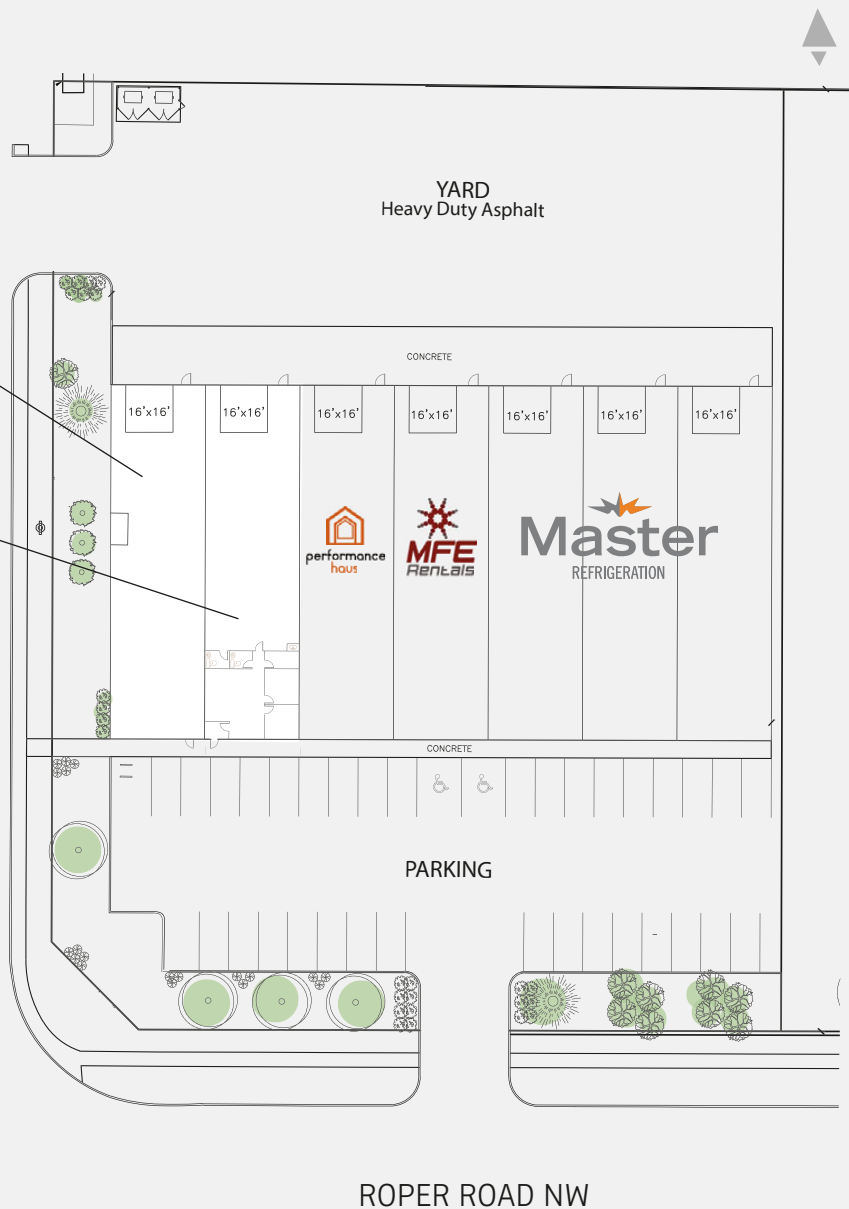 YARD
Heavy Duty Asphalt
CONCRETE
16'x16' 16'x16' 16'x16' 16'x16' 16'x16' 16'x16' 16'x16'
performance
haus
MFE
Rentals
Master
REFRIGERATION
CONCRETE
PARKING
ROPER ROAD NW